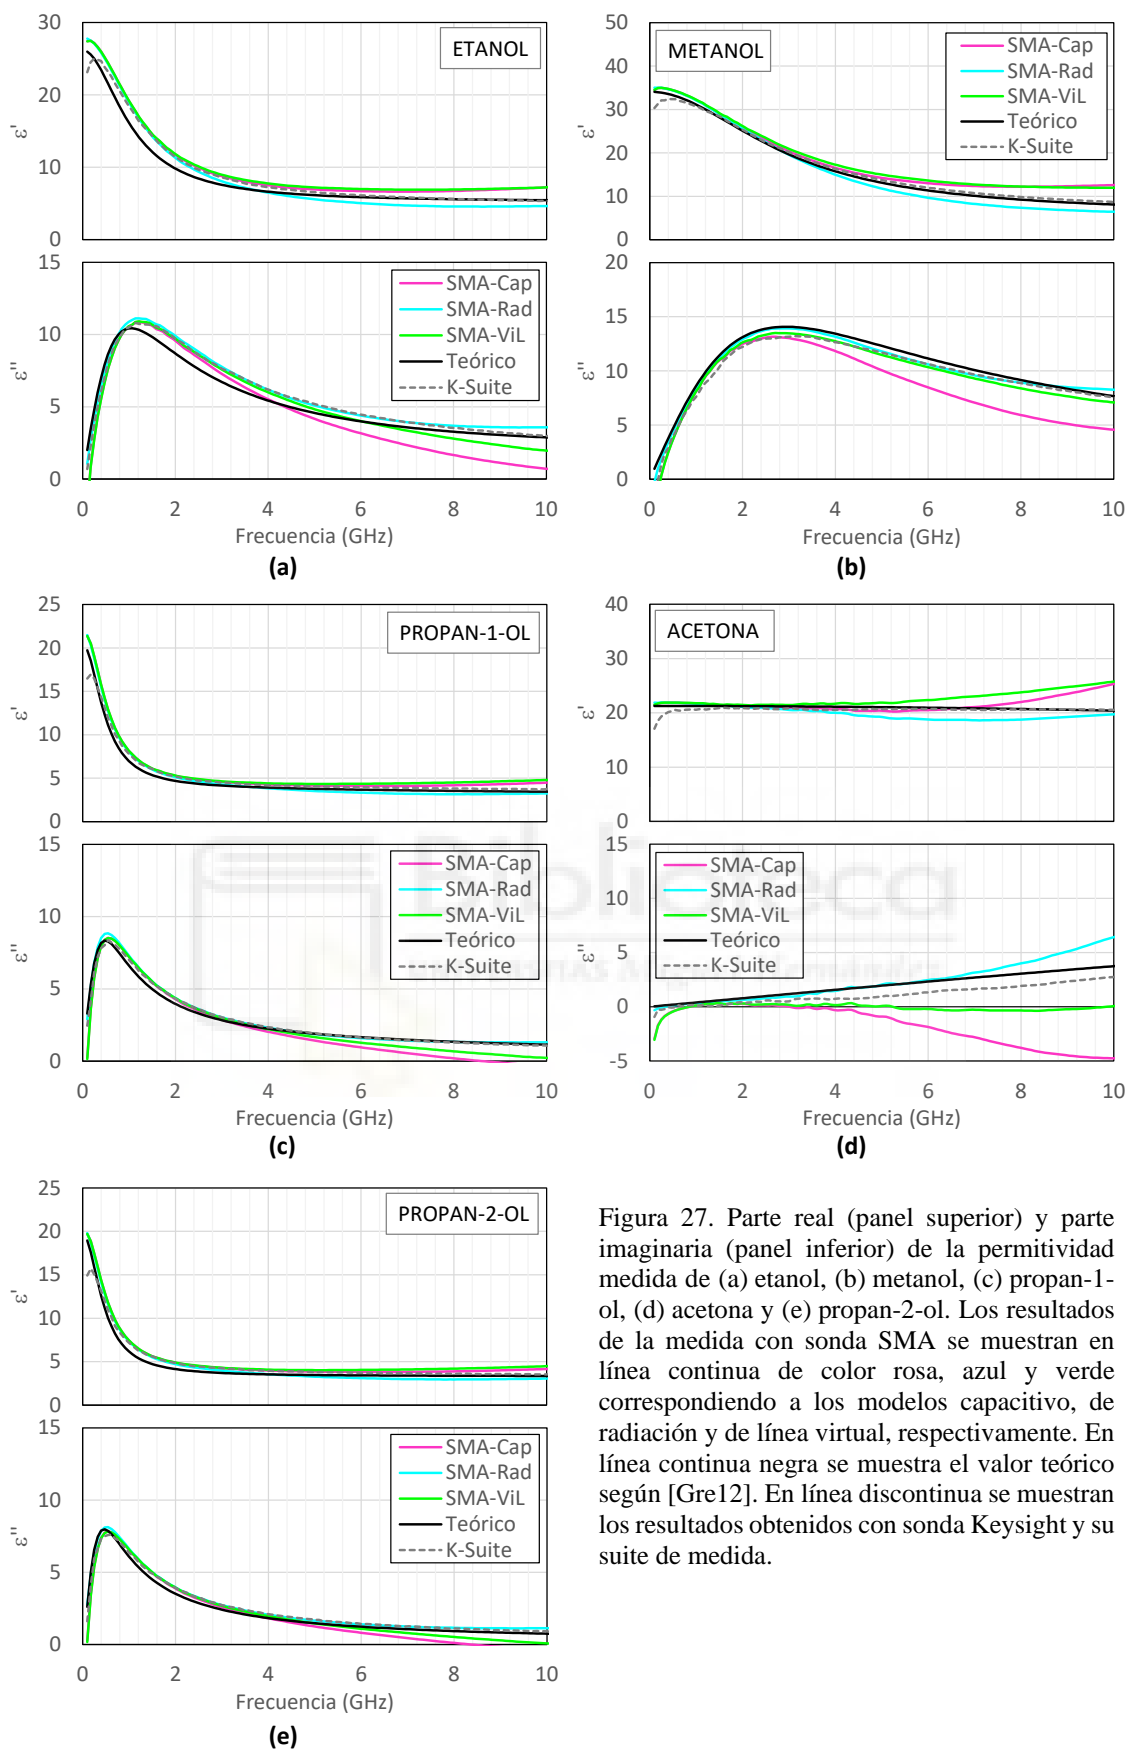 30
20
10
0
ε'
ETANOL
15
10
5
0
ε''
SMA-Cap
SMA-Rad
SMA-ViL
Teórico
K-Suite
0 2 4 6 8 10
Frecuencia (GHz)
(a)
50
40
30
20
10
0
ε'
METANOL
SMA-Cap
SMA-Rad
SMA-ViL
Teórico
K-Suite
20
15
10
5
0
ε''
0 2 4 6 8 10
Frecuencia (GHz)
(b)
25
20
15
10
5
0
ε'
PROPAN-1-OL
15
10
5
0
ε''
SMA-Cap
SMA-Rad
SMA-ViL
Teórico
K-Suite
0 2 4 6 8 10
Frecuencia (GHz)
(c)
40
30
20
10
0
ε'
ACETONA
15
10
5
0
-5
ε''
SMA-Cap
SMA-Rad
SMA-ViL
Teórico
K-Suite
0 2 4 6 8 10
Frecuencia (GHz)
(d)
Biblioteca
25
20
15
10
5
0
ε'
PROPAN-2-OL
15
10
5
0
ε''
SMA-Cap
SMA-Rad
SMA-ViL
Teórico
K-Suite
0 2 4 6 8 10
Frecuencia (GHz)
(e)
Figura 27. Parte real (panel superior) y parte
imaginaria (panel inferior) de la permitividad
medida de (a) etanol, (b) metanol, (c) propan-1-
ol, (d) acetona y (e) propan-2-ol. Los resultados
de la medida con sonda SMA se muestran en
línea continua de color rosa, azul y verde
correspondiendo a los modelos capacitivo, de
radiación y de línea virtual, respectivamente. En
línea continua negra se muestra el valor teórico
según [Gre12]. En línea discontinua se muestran
los resultados obtenidos con sonda Keysight y su
suite de medida.